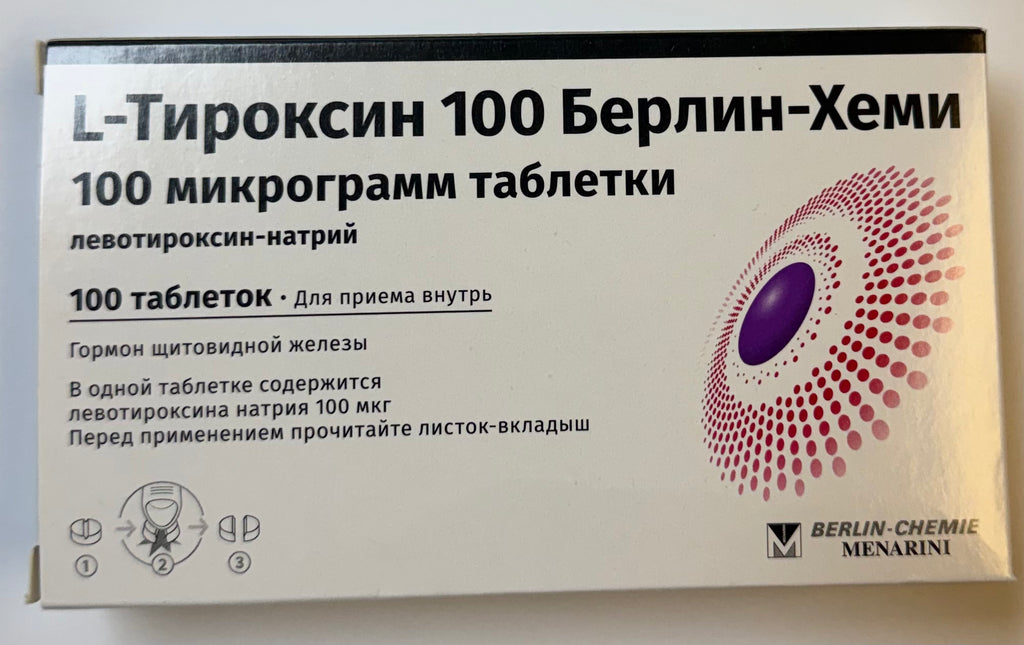 L-Тироксин 100 Берлин-Хеми
100 микрограмм таблетки
левотироксин-натрий
100 таблеток · Для приема внутрь
Гормон щитовидной железы
В одной таблетке содержится
левотироксина натрия 100 мкг
Перед применением прочитайте листок-вкладыш
1 2 3
BERLIN-CHEMIE
MENARINI